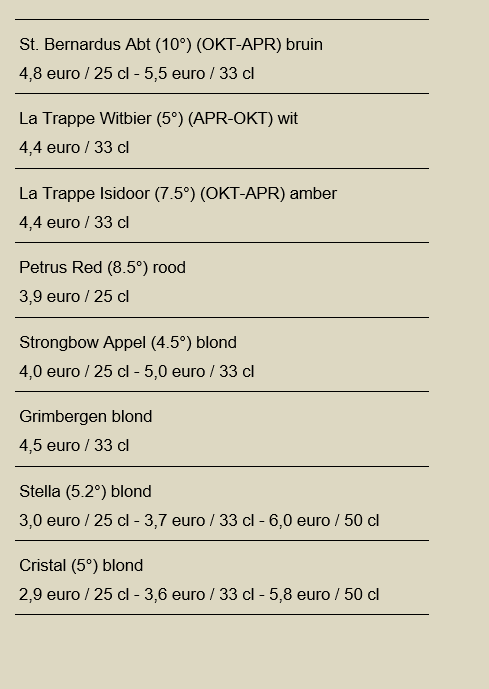 St. Bernardus Abt (10°) (OKT-APR) bruin
4,8 euro / 25 cl - 5,5 euro / 33 cl
La Trappe Witbier (5°) (APR-OKT) wit
4,4 euro / 33 cl
La Trappe Isidoor (7.5°) (OKT-APR) amber
4,4 euro / 33 cl
Petrus Red (8.5°) rood
3,9 euro / 25 cl
Strongbow Appel (4.5°) blond
4,0 euro / 25 cl - 5,0 euro / 33 cl
Grimbergen blond
4,5 euro / 33 cl
Stella (5.2°) blond
3,0 euro / 25 cl - 3,7 euro / 33 cl - 6,0 euro / 50 cl
Cristal (5°) blond
2,9 euro / 25 cl - 3,6 euro / 33 cl - 5,8 euro / 50 cl